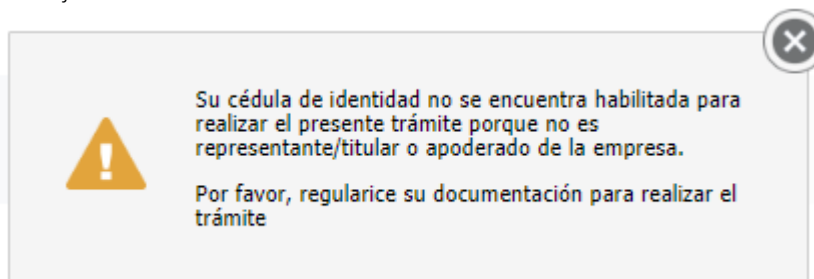 Su cédula de identidad no se encuentra habilitada para
realizar el presente trámite porque no es
representante/titular o apoderado de la empresa.
Por favor, regularice su documentación para realizar el
trámite